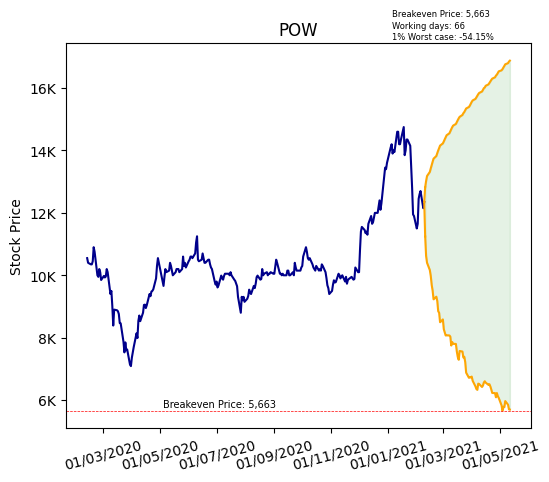 Breakeven Price: 5,663
Working days: 66
1% Worst case: -54.15%
POW
Stock Price
16K
14K
12K
10K
8K
6K
Breakeven Price: 5,663
01/03/2020
01/05/2020
01/07/2020
01/09/2020
01/11/2020
01/01/2021
01/03/2021
01/05/2021